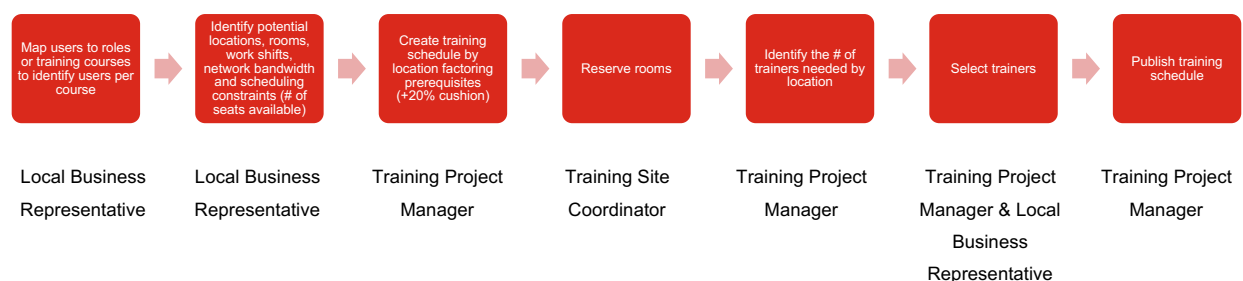 Map users to roles
or training courses
to identify users per
course
Identify potential
locations, rooms,
work shifts,
network bandwidth
and scheduling
constraints (# of
seats available)
Create training
schedule by
location factoring
prerequisites
(+20% cushion)
Reserve rooms
Identify the # of
trainers needed by
location
Select trainers
Publish training
schedule
Local Business
Representative
Local Business
Representative
Training Project
Manager
Training Site
Coordinator
Training Project
Manager
Training Project
Manager & Local
Business
Representative
Training Project
Manager